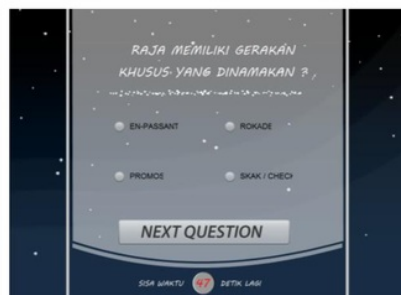 RAJA MEMILIKI GERAKAN
KHUSUS YANG DINAMAKAN ?,
EN-PASSANT
ROKADE
PROMOS
SKAK / CHECK
NEXT QUESTION
SISA WAKTU 47 DETIK LAGI